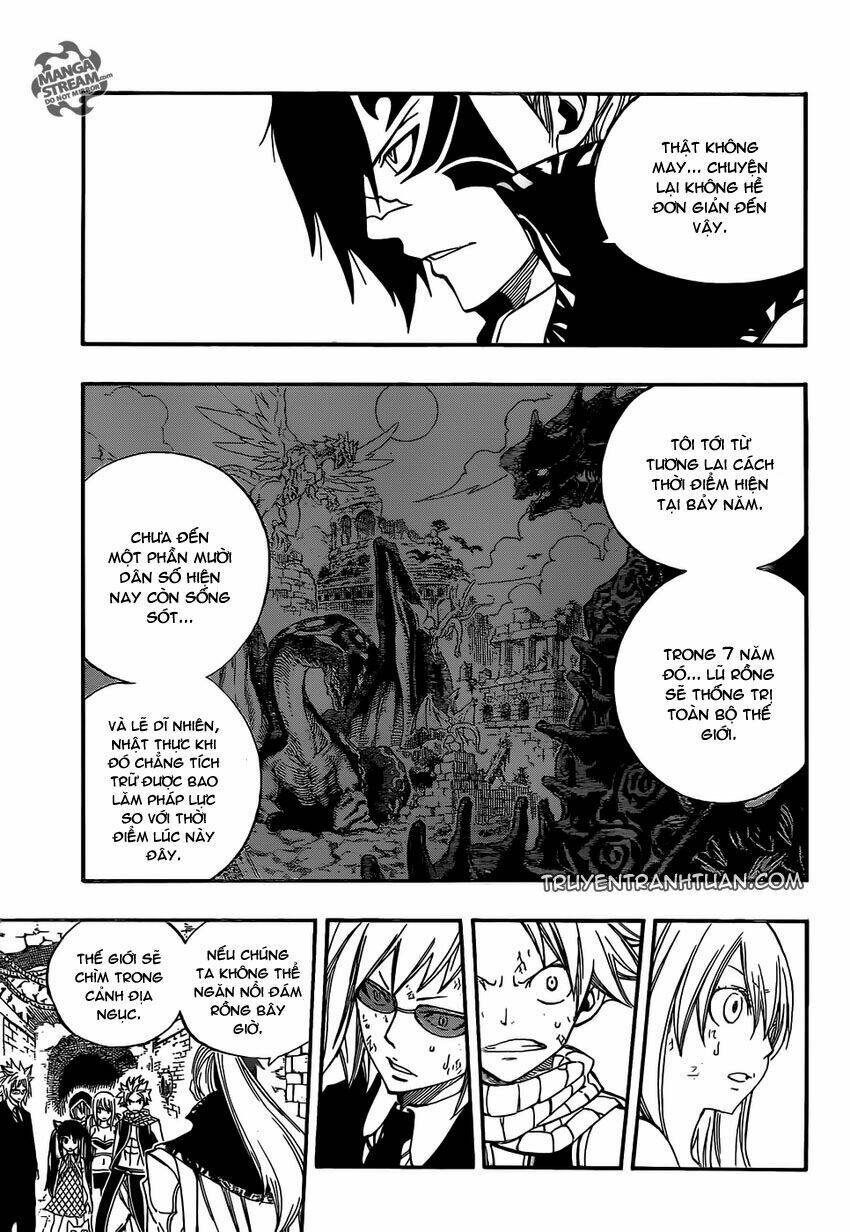 MANGA
STREAM.com
DO NOT MIRROR
THẬT KHÔNG
MAY... CHUYỆN
LẠI KHÔNG HỀ
ĐƠN GIẢN ĐẾN
VẬY.
TÔI TỚI TỪ
TƯƠNG LAI CÁCH
THỜI ĐIỂM HIỆN
TẠI BẢY NĂM.
TRONG 7 NĂM
ĐÓ... LŨ RỒNG
SẼ THỐNG TRỊ
TOÀN BỘ THẾ
GIỚI.
CHƯA ĐẾN
MỘT PHẦN MƯỜI
DÂN SỐ HIỆN
NAY CÒN SỐNG
SÓT...
VÀ LẼ DĨ NHIÊN,
NHẬT THỰC KHI
ĐÓ CHẲNG TÍCH
TRỮ ĐƯỢC BAO
LĂM PHÁP LỰC
SO VỚI THỜI
ĐIỂM LÚC NÀY
ĐÂY.
TRUYENTRANHTUAN.COM
NẾU CHÚNG
TA KHÔNG THỂ
NGĂN NỔI ĐÁM
RỒNG BÂY
GIỜ.
THẾ GIỚI SẼ
CHÌM TRONG
CẢNH ĐỊA
NGỤC.